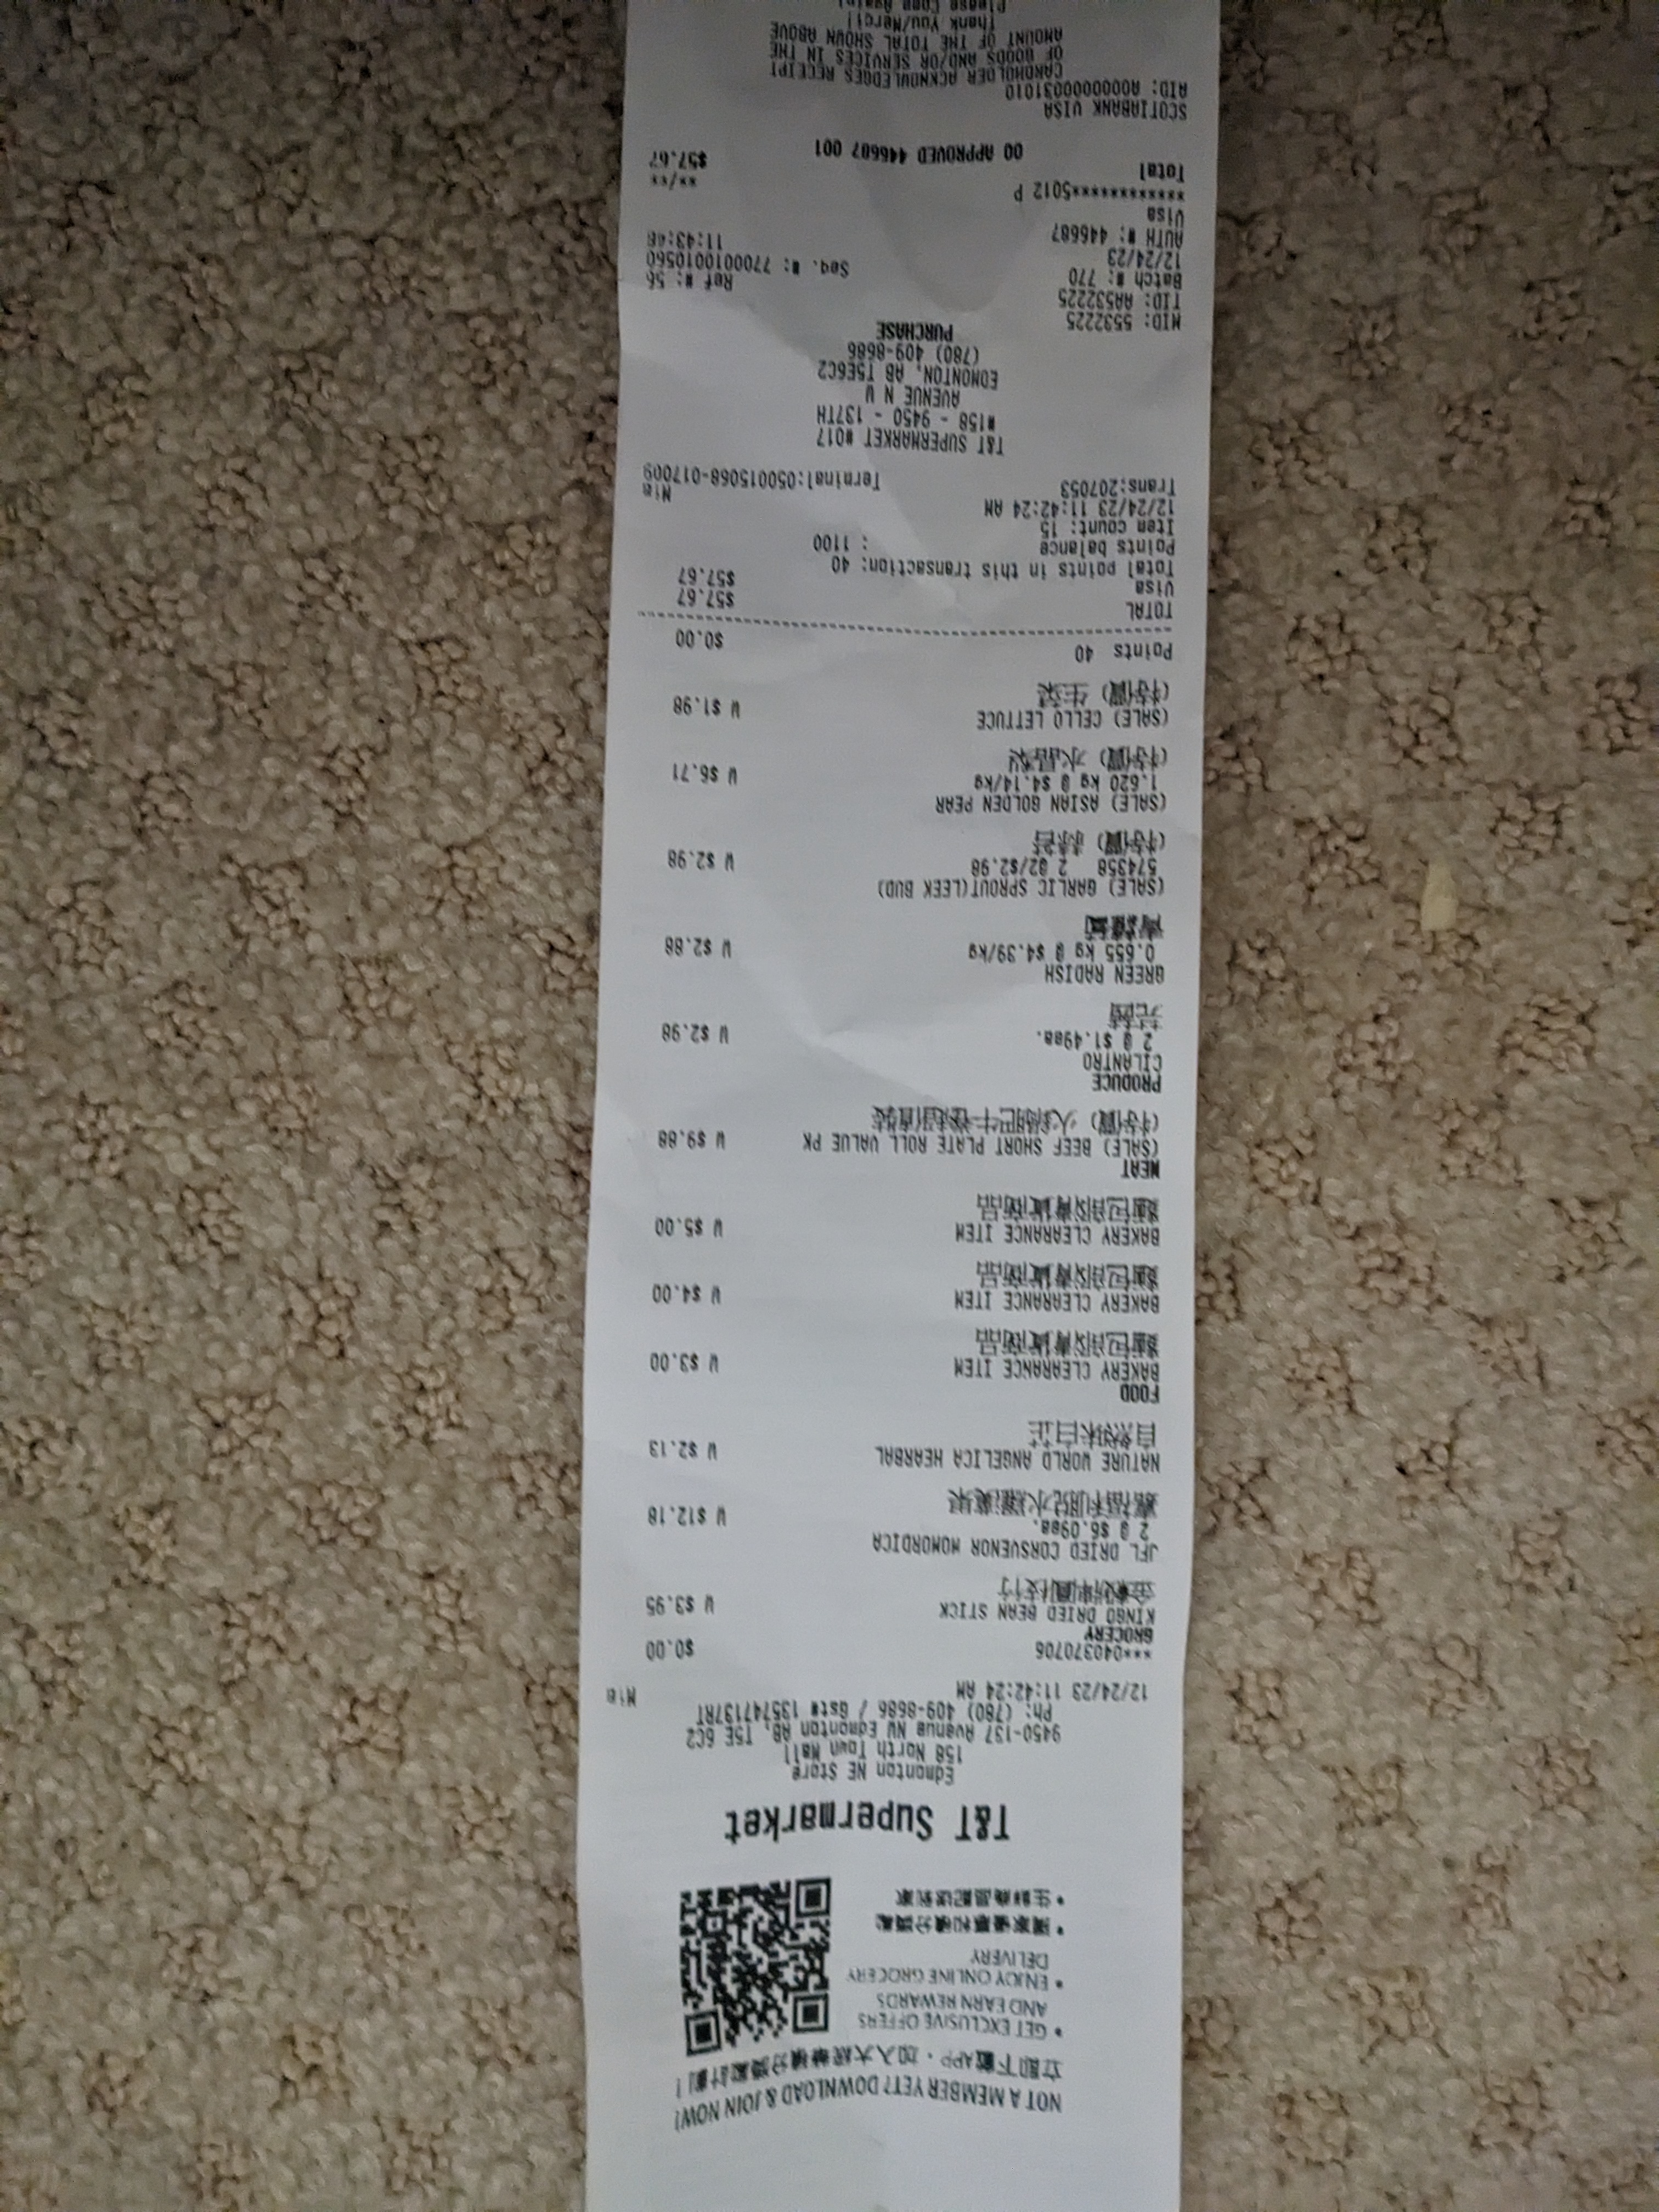 NOT A MEMBER YET? DOWNLOAD & JOIN NOW!
立即下載APP，加入大統華積分獎勵計劃！
• GET EXCLUSIVE OFFERS
AND EARN REWARDS
• ENJOY ONLINE GROCERY
DELIVERY
• 獨家優惠和積分獎勵
• 生鮮商品配送到家
T&T Supermarket
Edmonton NE Store
158 North Town Mall
9450-137 Avenue NW Edmonton AB, T5E 6C2
Ph: (780) 409-8686 / Gst# 135747137RT
12/24/23 11:42:24 AM Mia
***040370706 $0.00
GROCERY
KINGO DRIED BEAN STICK W $3.95
JFL DRIED CORSVENOR MOMORDICA
2 @ $6.09ea. W $12.18
NATURE WORLD ANGELICA HEARBAL W $2.13
自然味白芷
FOOD
BAKERY CLEARANCE ITEM W $3.00
麵包部清貨商品
BAKERY CLEARANCE ITEM W $4.00
麵包部清貨商品
BAKERY CLEARANCE ITEM W $5.00
麵包部清貨商品
MEAT
(SALE) BEEF SHORT PLATE ROLL VALUE PK W $9.88
(特價) 火鍋肥牛卷超值裝
PRODUCE
CILANTRO
2 @ $1.49ea. W $2.98
芫茜
GREEN RADISH
0.655 kg @ $4.39/kg W $2.88
青蘿蔔
(SALE) GARLIC SPROUT(LEEK BUD)
574358 2 @2/$2.98 W $2.98
(特價) 蒜苔
(SALE) ASIAN GOLDEN PEAR
1.620 kg @ $4.14/kg W $6.71
(特價) 水晶梨
(SALE) CELLO LETTUCE W $1.98
(特價) 生菜
Points 40 $0.00
TOTAL $57.67
Visa $57.67
Total points in this transaction: 40
Points balance : 1100
Item count: 15
12/24/23 11:42:24 AM Mia
Trans:207053 Terminal:050015068-017009
T&T SUPERMARKET #017
#158 - 9450 - 137TH
AVENUE N W
EDMONTON, AB T5E6C2
(780) 409-8686
PURCHASE
MID: 5532225
TID: AA532225 Ref #: 56
Batch #: 770 Seq. #: 7700010010560
12/24/23 11:43:48
AUTH #: 446687
Visa
************5012 P **/**
Total $57.67
00 APPROVED 446687 001
SCOTIABANK VISA
AID: A0000000031010
CARDHOLDER ACKNOWLEDGES RECEIPT
OF GOODS AND/OR SERVICES IN THE
AMOUNT OF THE TOTAL SHOWN ABOVE
Thank You/Merci!
Please Come Again!